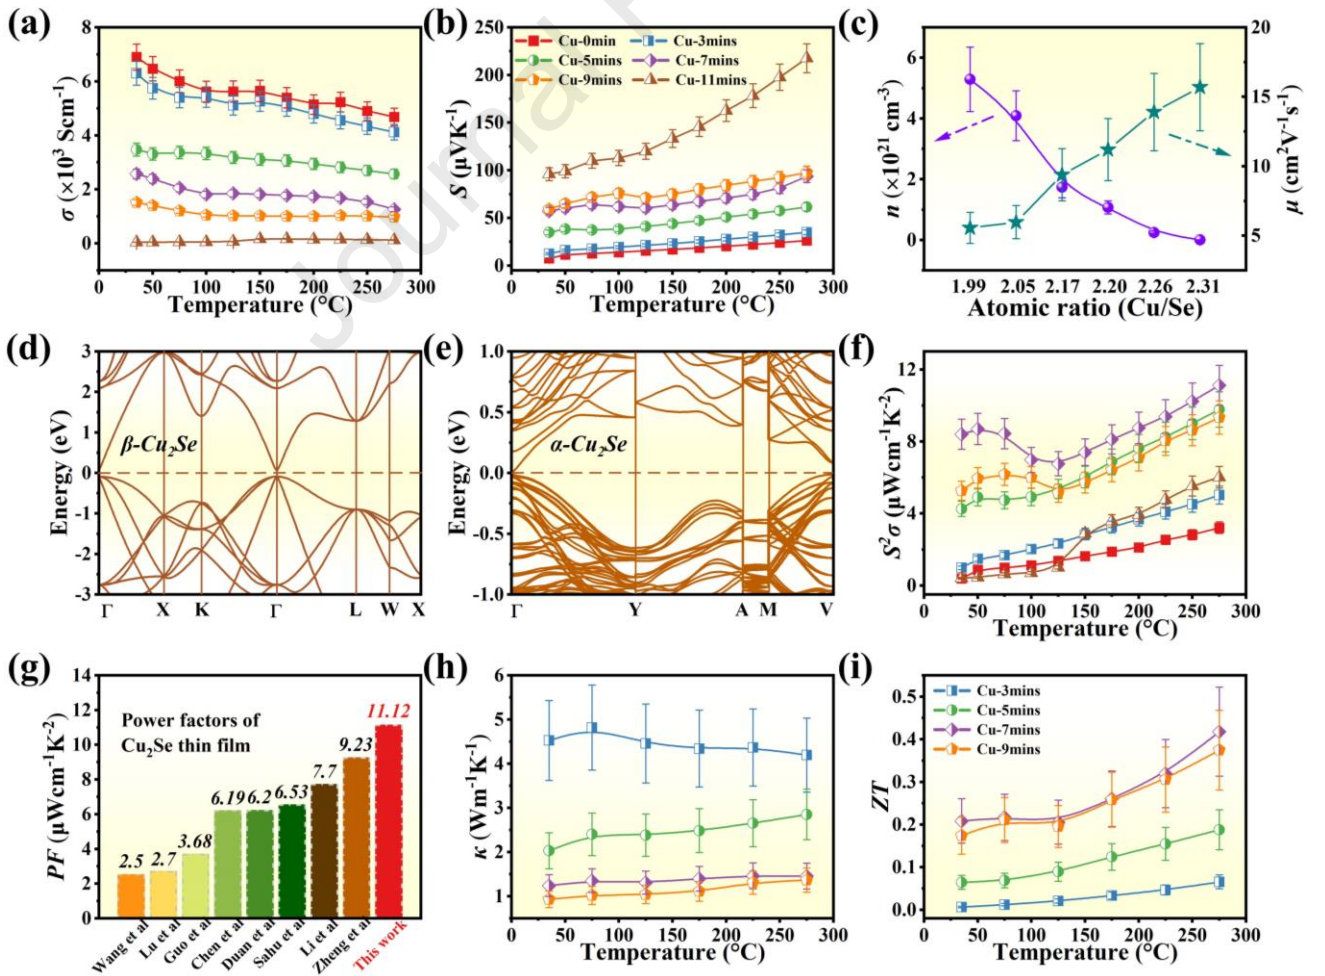 (a)
8
6
4
2
0
σ (×10³ Scm⁻¹)
0 50 100 150 200 250 300
Temperature (°C)
(b)
250
200
150
100
50
0
S (μVK⁻¹)
Cu-0min Cu-3mins
Cu-5mins Cu-7mins
Cu-9mins Cu-11mins
0 50 100 150 200 250 300
Temperature (°C)
(c)
6
4
2
0
n (×10²¹ cm⁻³)
20
15
10
5
μ (cm²V⁻¹s⁻¹)
1.99 2.05 2.17 2.20 2.26 2.31
Atomic ratio (Cu/Se)
Journal P
(d)
3
2
1
0
-1
-2
-3
Energy (eV)
β-Cu₂Se
Γ X K Γ L W X
(e)
1.0
0.5
0.0
-0.5
-1.0
Energy (eV)
α-Cu₂Se
Γ Y A M V
(f)
12
8
4
0
S²σ (μWcm⁻¹K⁻²)
0 50 100 150 200 250 300
Temperature (°C)
(g)
14
12
10
8
6
4
2
0
PF (μWcm⁻¹K⁻²)
Power factors of
Cu₂Se thin film
2.5
2.7
3.68
6.19
6.2
6.53
7.7
9.23
11.12
Wang et al
Lu et al
Guo et al
Chen et al
Duan et al
Sahu et al
Li et al
Zheng et al
This work
(h)
6
5
4
3
2
1
κ (Wm⁻¹K⁻¹)
0 50 100 150 200 250 300
Temperature (°C)
(i)
0.5
0.4
0.3
0.2
0.1
0.0
ZT
Cu-3mins
Cu-5mins
Cu-7mins
Cu-9mins
0 50 100 150 200 250 300
Temperature (°C)